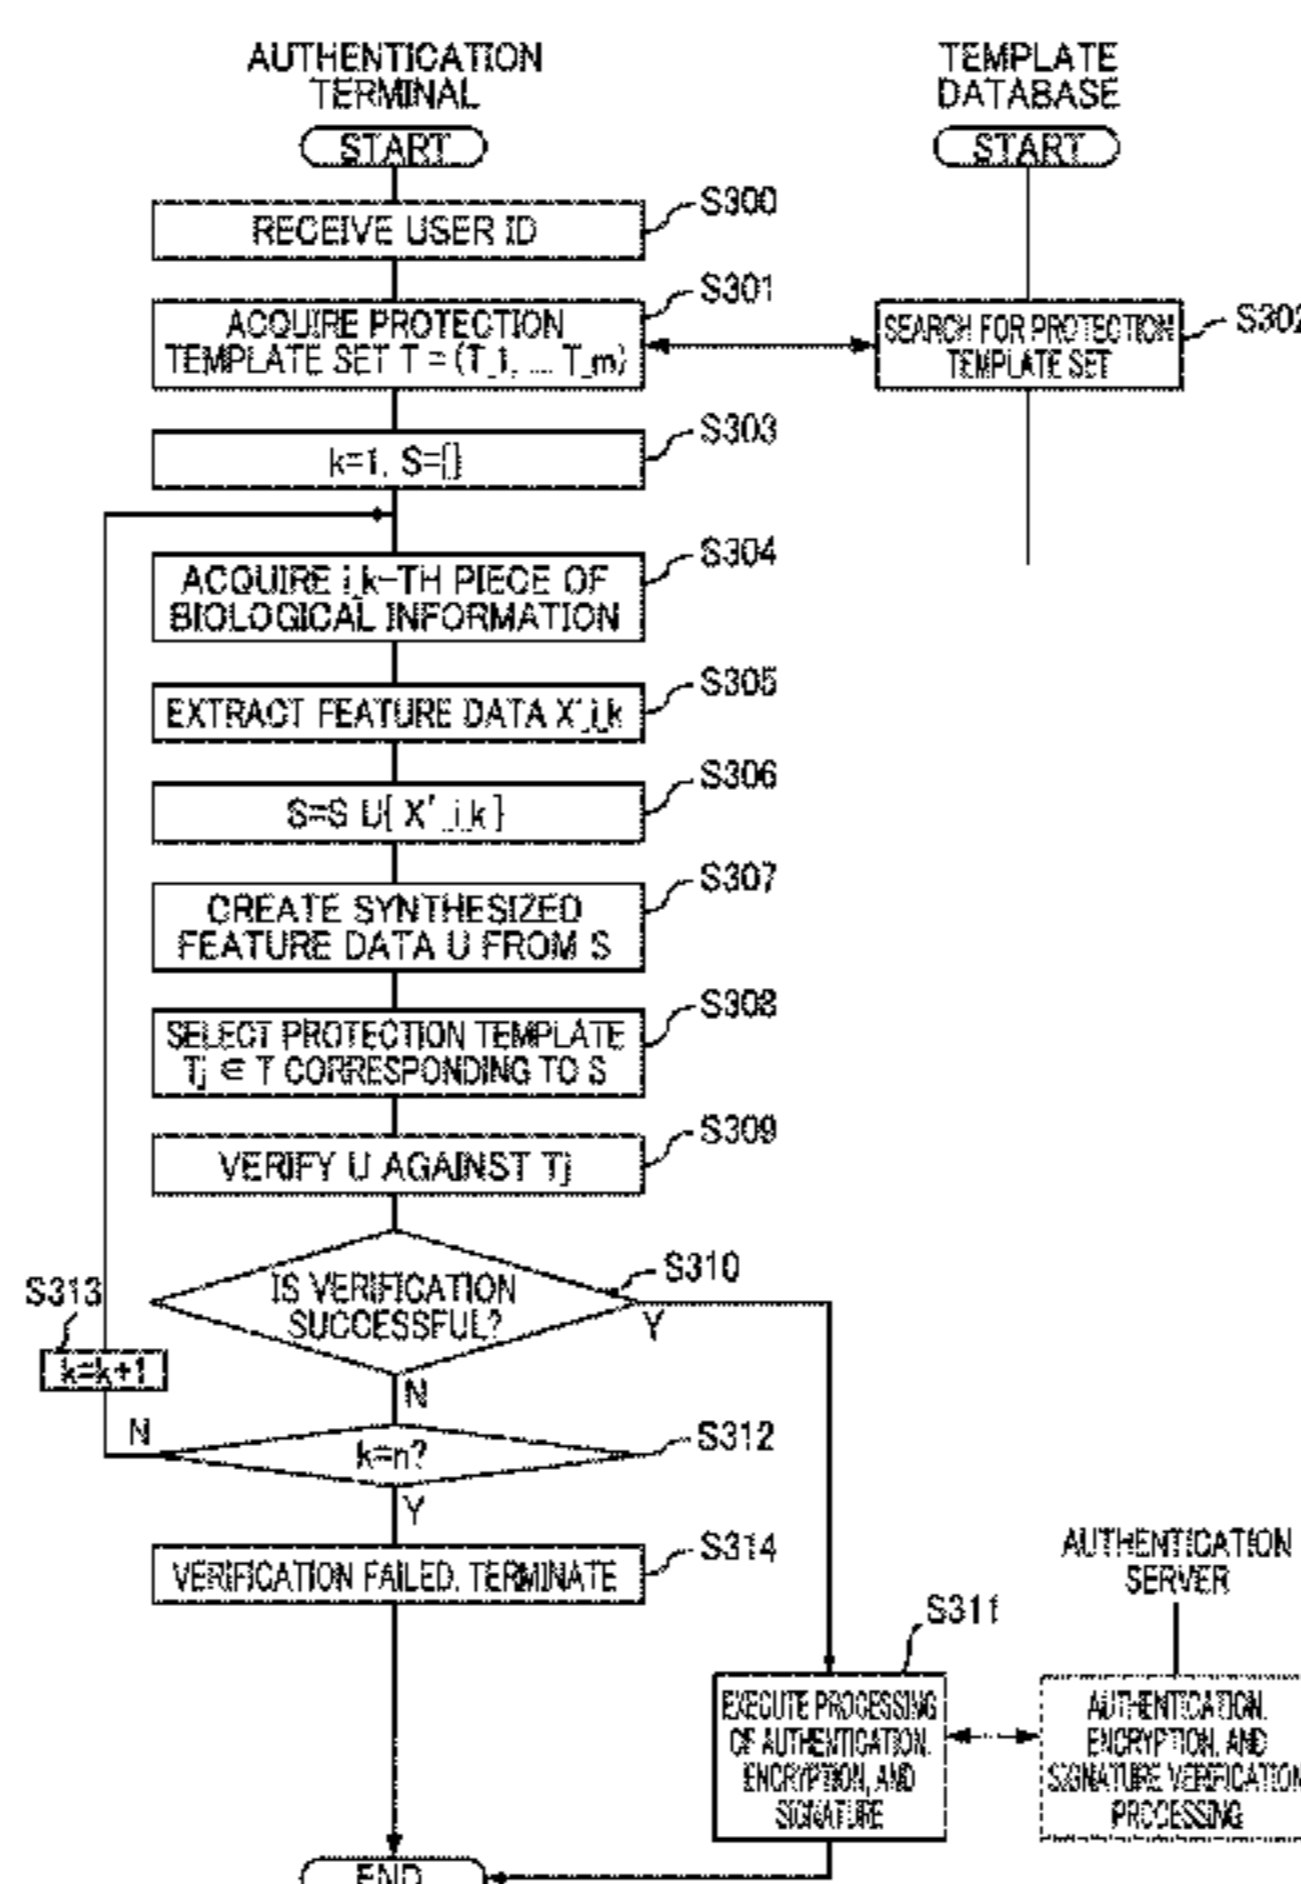 AUTHENTICATION
TERMINAL
START
TEMPLATE
DATABASE
START
S300
RECEIVE USER ID
S301
ACQUIRE PROTECTION
TEMPLATE SET T = (T_1, ... T_m)
S302
SEARCH FOR PROTECTION
TEMPLATE SET
S303
k=1, S={}
S304
ACQUIRE i_k-TH PIECE OF
BIOLOGICAL INFORMATION
S305
EXTRACT FEATURE DATA X'_i_k
S306
S=S U{ X'_i_k }
S307
CREATE SYNTHESIZED
FEATURE DATA U FROM S
S308
SELECT PROTECTION TEMPLATE
Tj ∈ T CORRESPONDING TO S
S309
VERIFY U AGAINST Tj
S310
IS VERIFICATION
SUCCESSFUL?
Y
N
S313
k=k+1
N
S312
k=n?
Y
S314
VERIFICATION FAILED. TERMINATE
S311
EXECUTE PROCESSING
OF AUTHENTICATION,
ENCRYPTION, AND
SIGNATURE
AUTHENTICATION
SERVER
AUTHENTICATION,
ENCRYPTION, AND
SIGNATURE VERIFICATION
PROCESSING
END